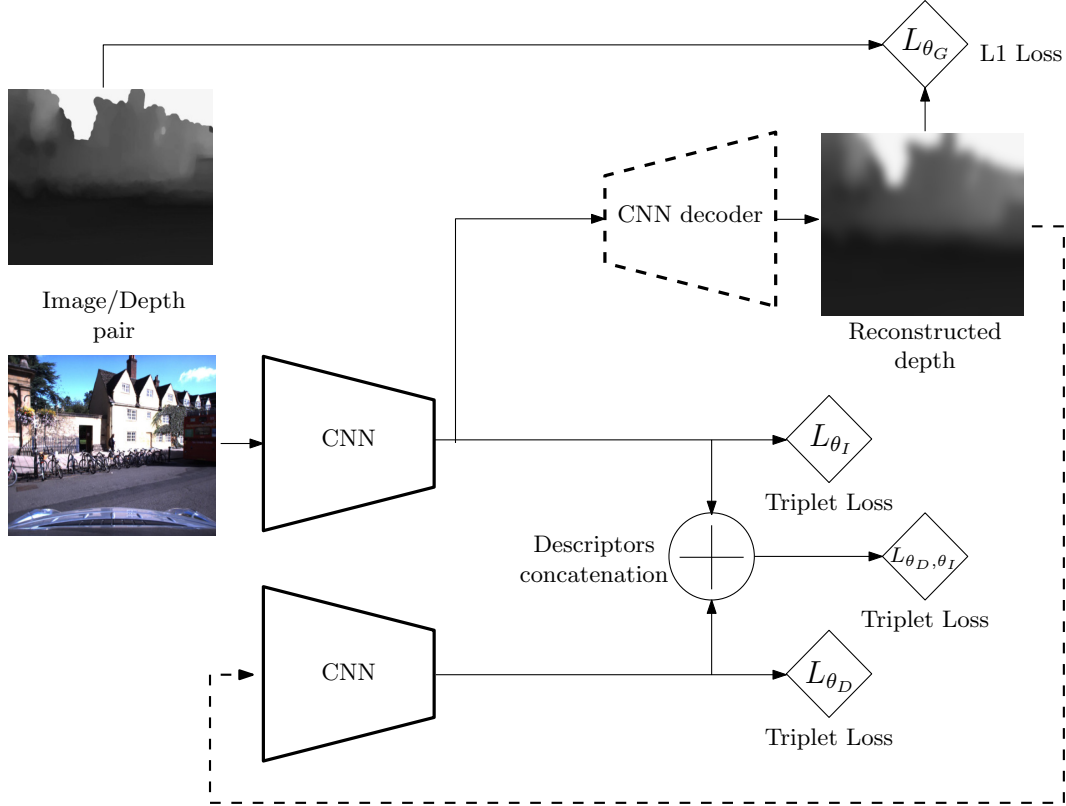 L_{θ_G}
L1 Loss
CNN decoder
Image/Depth
pair
Reconstructed
depth
CNN
L_{θ_I}
Triplet Loss
Descriptors
concatenation
L_{θ_D,θ_I}
Triplet Loss
CNN
L_{θ_D}
Triplet Loss